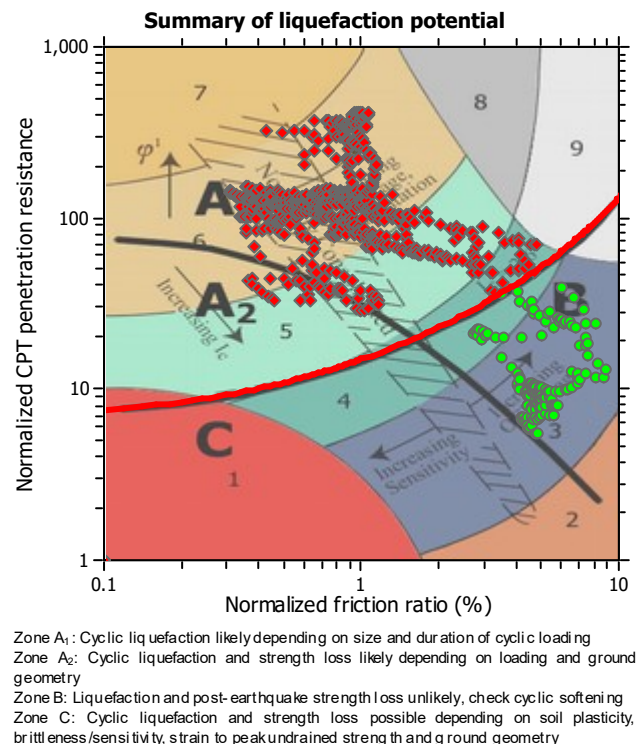 Summary of liquefaction potential
1,000
7
8
9
φ'
A
100
6
A2
Increasing Ic
5
B
10
4
Increasing
Sensitivity
3
C
1
2
1
0.1
1
10
Normalized CPT penetration resistance
Normalized friction ratio (%)
Zone A1: Cyclic liquefaction likely depending on size and duration of cyclic loading
Zone A2: Cyclic liquefaction and strength loss likely depending on loading and ground
geometry
Zone B: Liquefaction and post-earthquake strength loss unlikely, check cyclic softening
Zone C: Cyclic liquefaction and strength loss possible depending on soil plasticity,
brittleness/sensitivity, strain to peak undrained strength and ground geometry